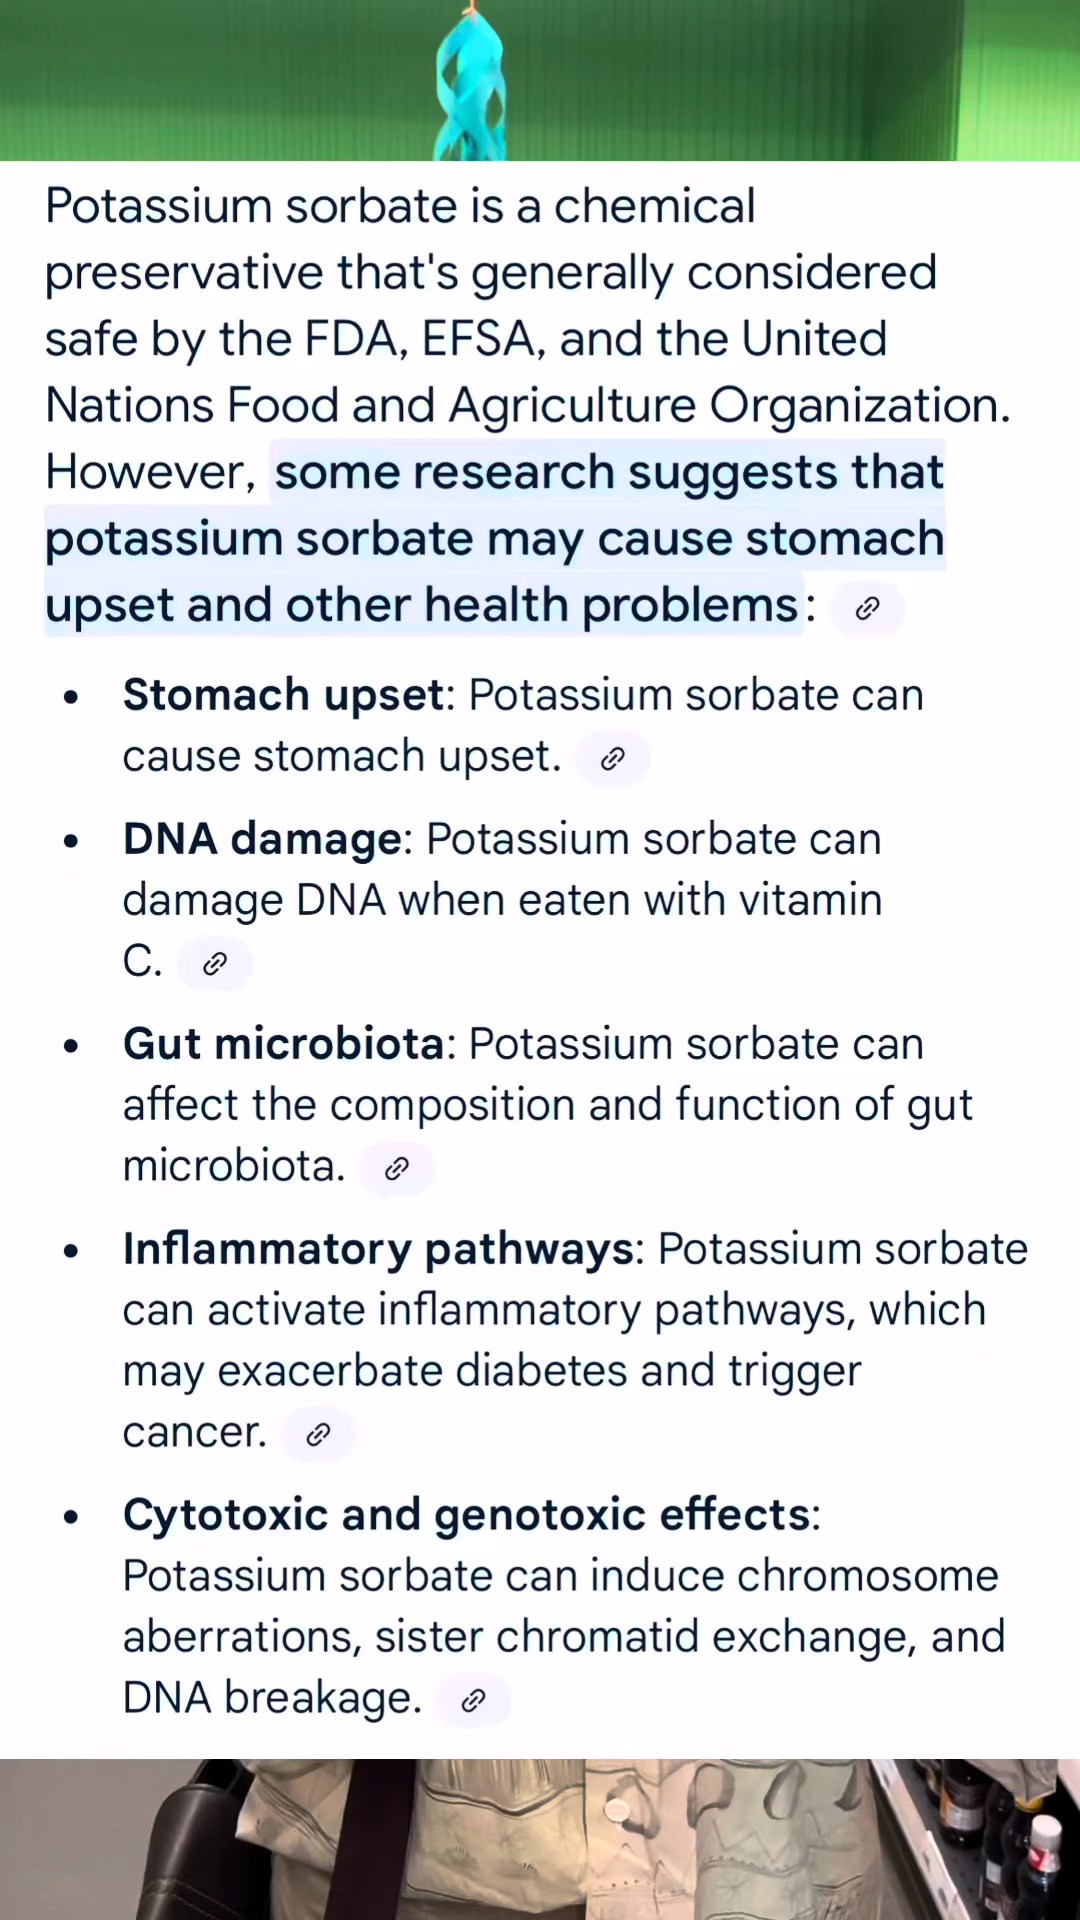 Potassium sorbate is a chemical
preservative that's generally considered
safe by the FDA, EFSA, and the United
Nations Food and Agriculture Organization.
However, some research suggests that
potassium sorbate may cause stomach
upset and other health problems:
• Stomach upset: Potassium sorbate can
cause stomach upset.
• DNA damage: Potassium sorbate can
damage DNA when eaten with vitamin
C.
• Gut microbiota: Potassium sorbate can
affect the composition and function of gut
microbiota.
• Inflammatory pathways: Potassium sorbate
can activate inflammatory pathways, which
may exacerbate diabetes and trigger
cancer.
• Cytotoxic and genotoxic effects:
Potassium sorbate can induce chromosome
aberrations, sister chromatid exchange, and
DNA breakage.